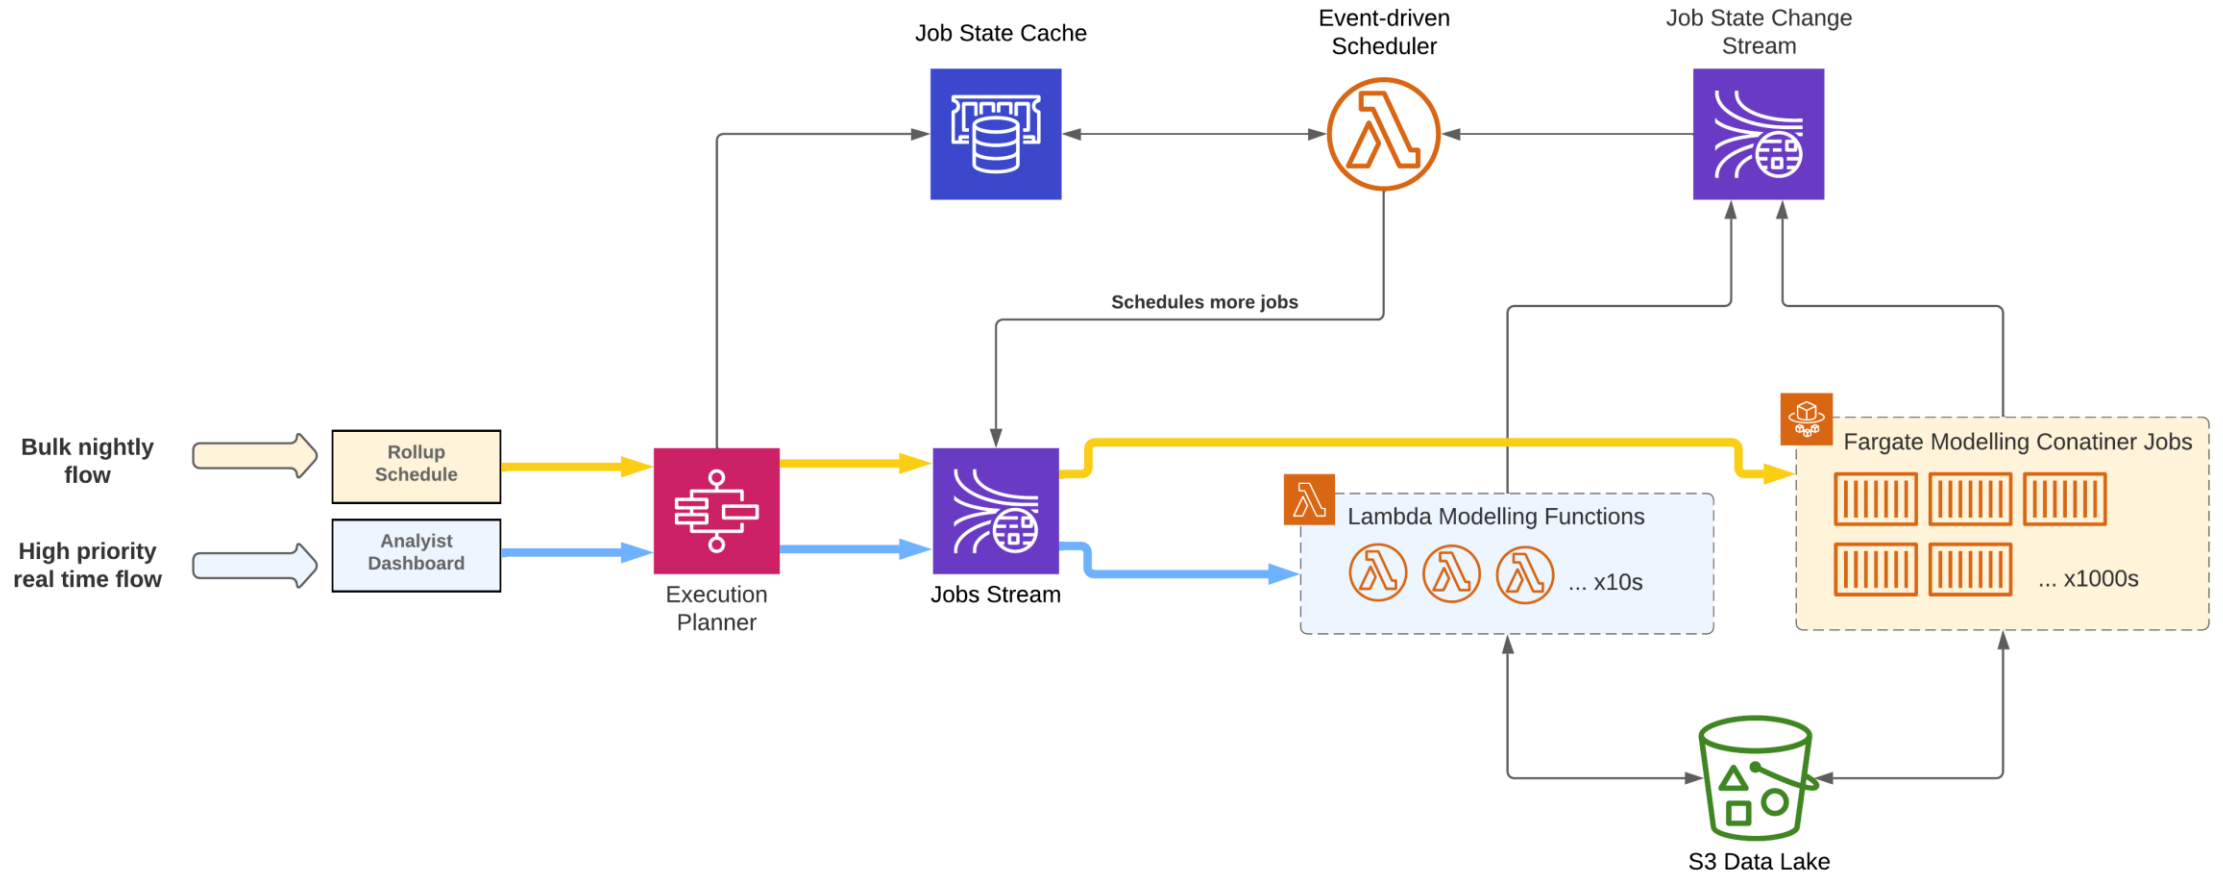 Job State Cache
Event-driven
Scheduler
Job State Change
Stream
Schedules more jobs
Bulk nightly
flow
Rollup
Schedule
High priority
real time flow
Analyist
Dashboard
Execution
Planner
Jobs Stream
Lambda Modelling Functions
... x10s
Fargate Modelling Conatiner Jobs
... x1000s
S3 Data Lake